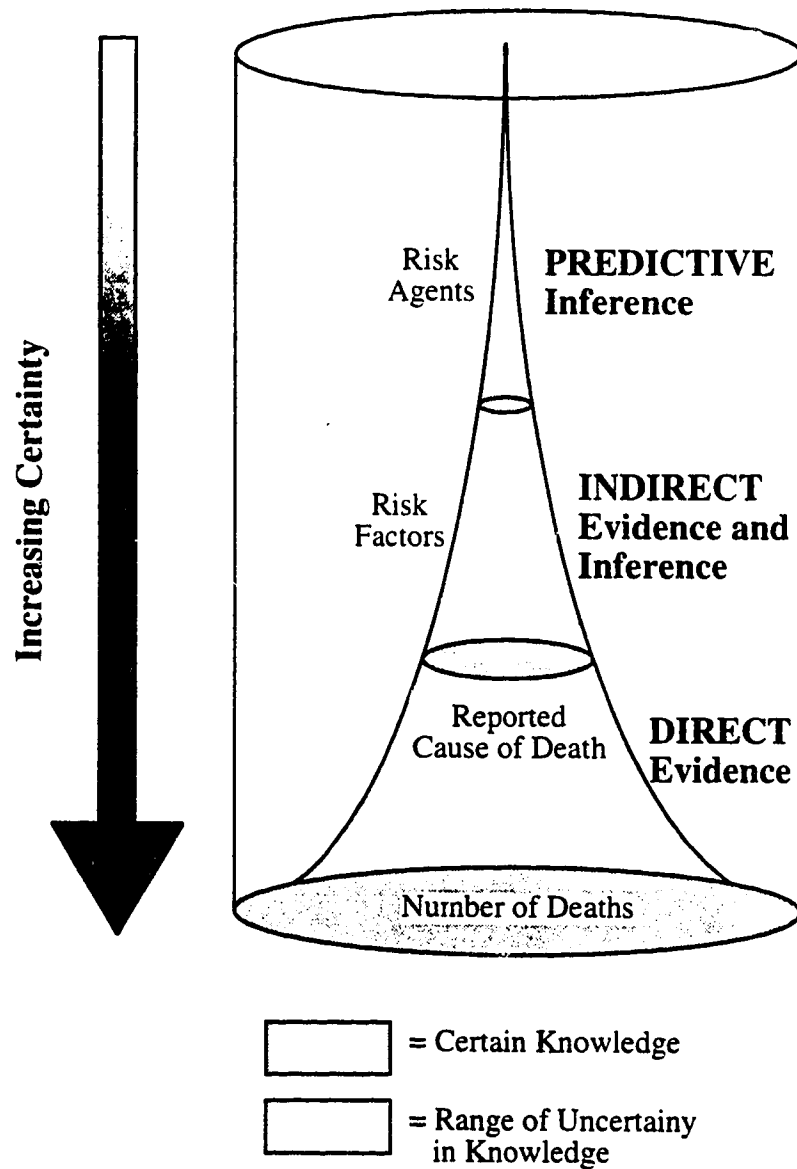 Increasing Certainty
Risk
Agents
PREDICTIVE
Inference
Risk
Factors
INDIRECT
Evidence and
Inference
Reported
Cause of Death
DIRECT
Evidence
Number of Deaths
= Certain Knowledge
= Range of Uncertainy
in Knowledge